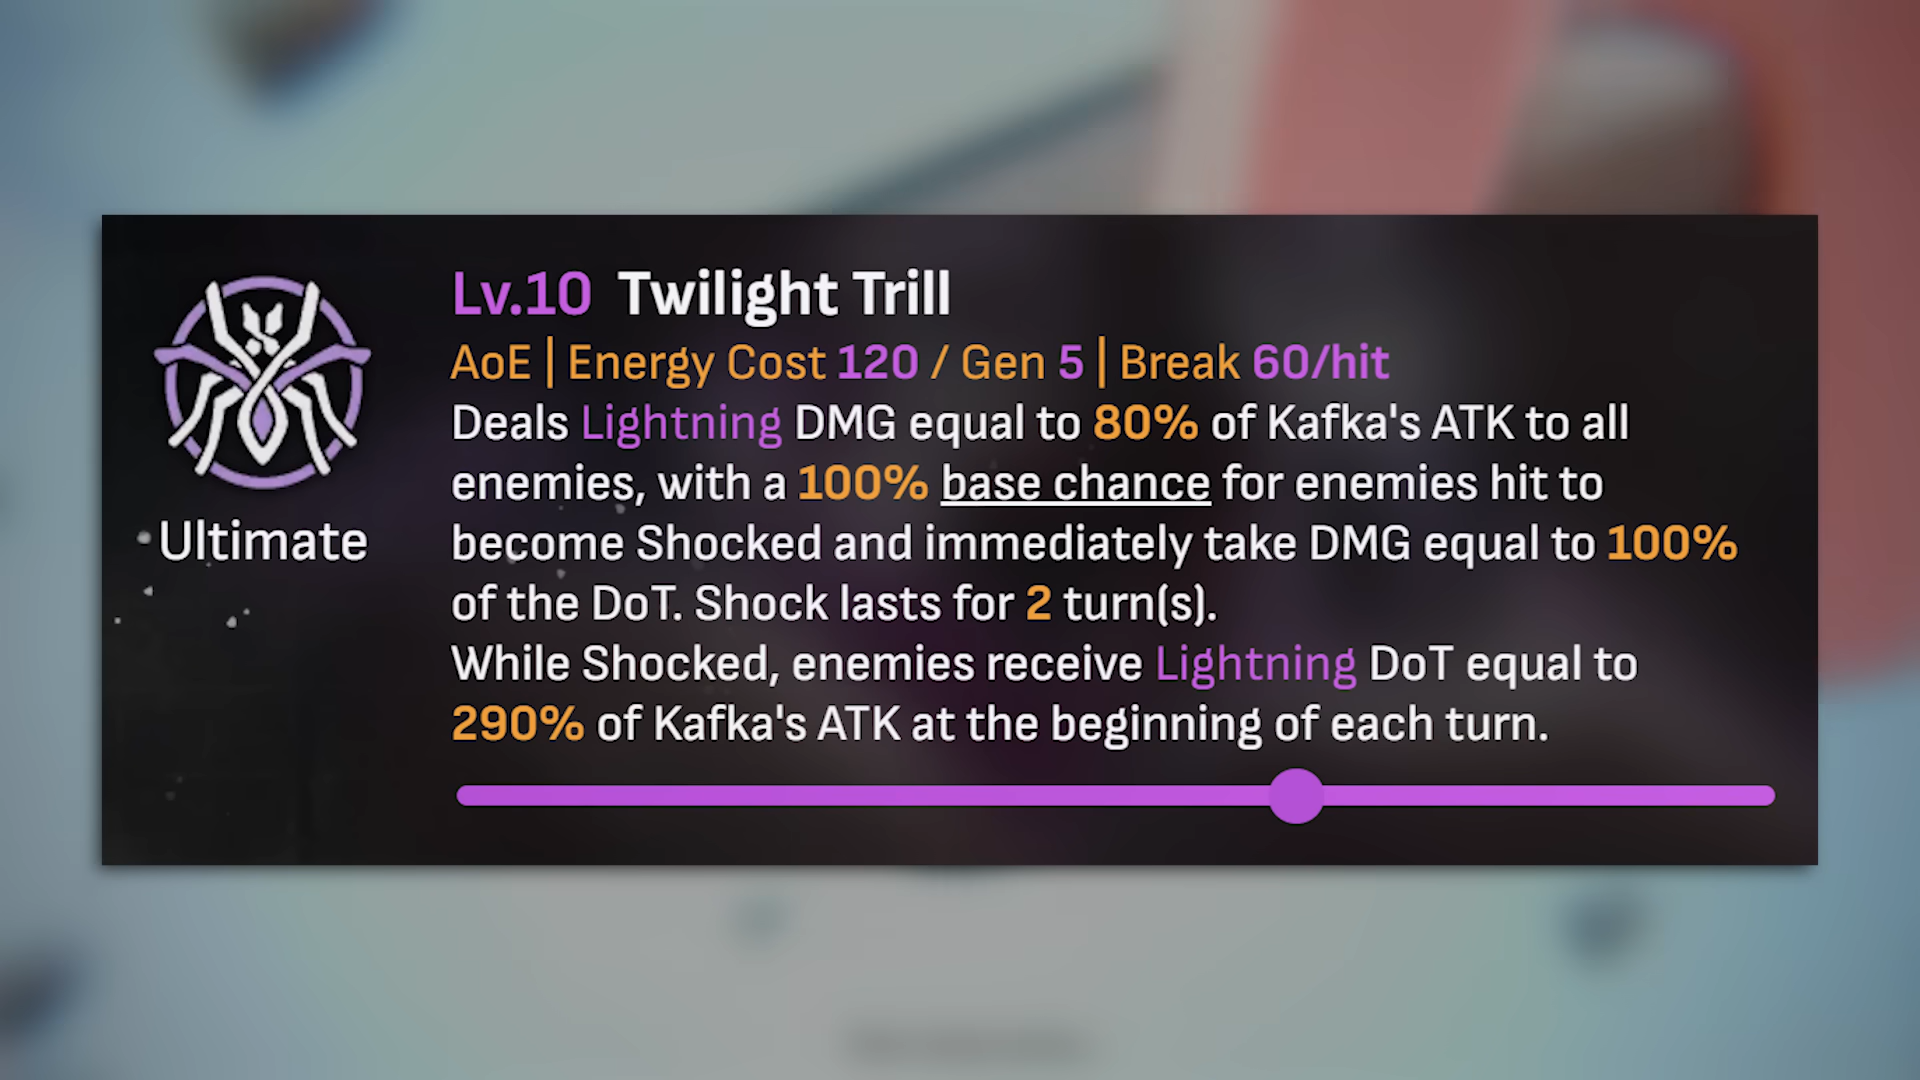 Lv.10 Twilight Trill
AoE | Energy Cost 120 / Gen 5 | Break 60/hit
Deals Lightning DMG equal to 80% of Kafka's ATK to all
enemies, with a 100% base chance for enemies hit to
become Shocked and immediately take DMG equal to 100%
of the DoT. Shock lasts for 2 turn(s).
While Shocked, enemies receive Lightning DoT equal to
290% of Kafka's ATK at the beginning of each turn.
Ultimate